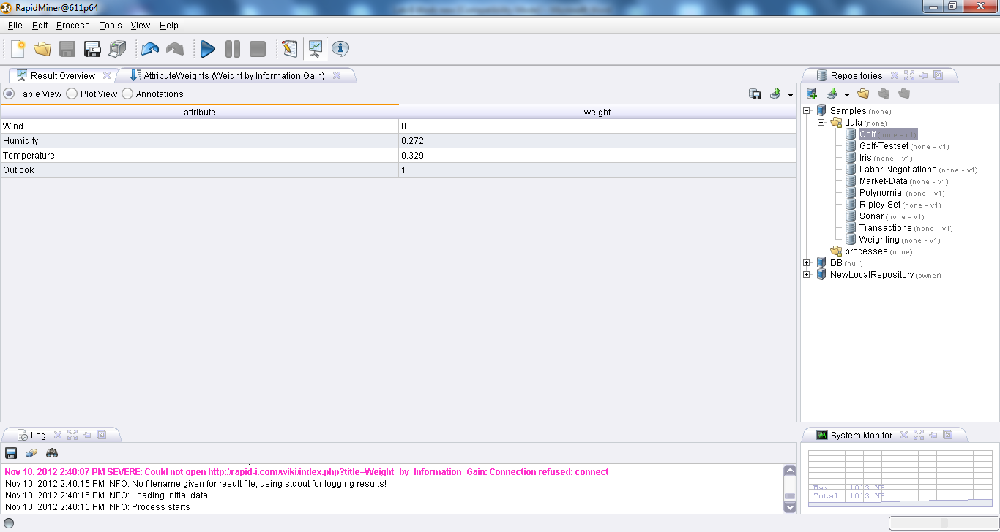 RapidMiner@611p64
File Edit Process Tools View Help
Result Overview AttributeWeights (Weight by Information Gain)
Table View Plot View Annotations
attribute weight
Wind 0
Humidity 0.272
Temperature 0.329
Outlook 1
Repositories
Samples (none)
data (none)
Golf (none - v1)
Golf-Testset (none - v1)
Iris (none - v1)
Labor-Negotiations (none - v1)
Market-Data (none - v1)
Polynomial (none - v1)
Ripley-Set (none - v1)
Sonar (none - v1)
Transactions (none - v1)
Weighting (none - v1)
processes (none)
DB (null)
NewLocalRepository (owner)
Log
Nov 10, 2012 2:40:07 PM SEVERE: Could not open http://rapid-i.com/wiki/index.php?title=Weight_by_Information_Gain: Connection refused: connect
Nov 10, 2012 2:40:15 PM INFO: No filename given for result file, using stdout for logging results!
Nov 10, 2012 2:40:15 PM INFO: Loading initial data.
Nov 10, 2012 2:40:15 PM INFO: Process starts
System Monitor
Max: 1013 MB
Total: 1013 MB